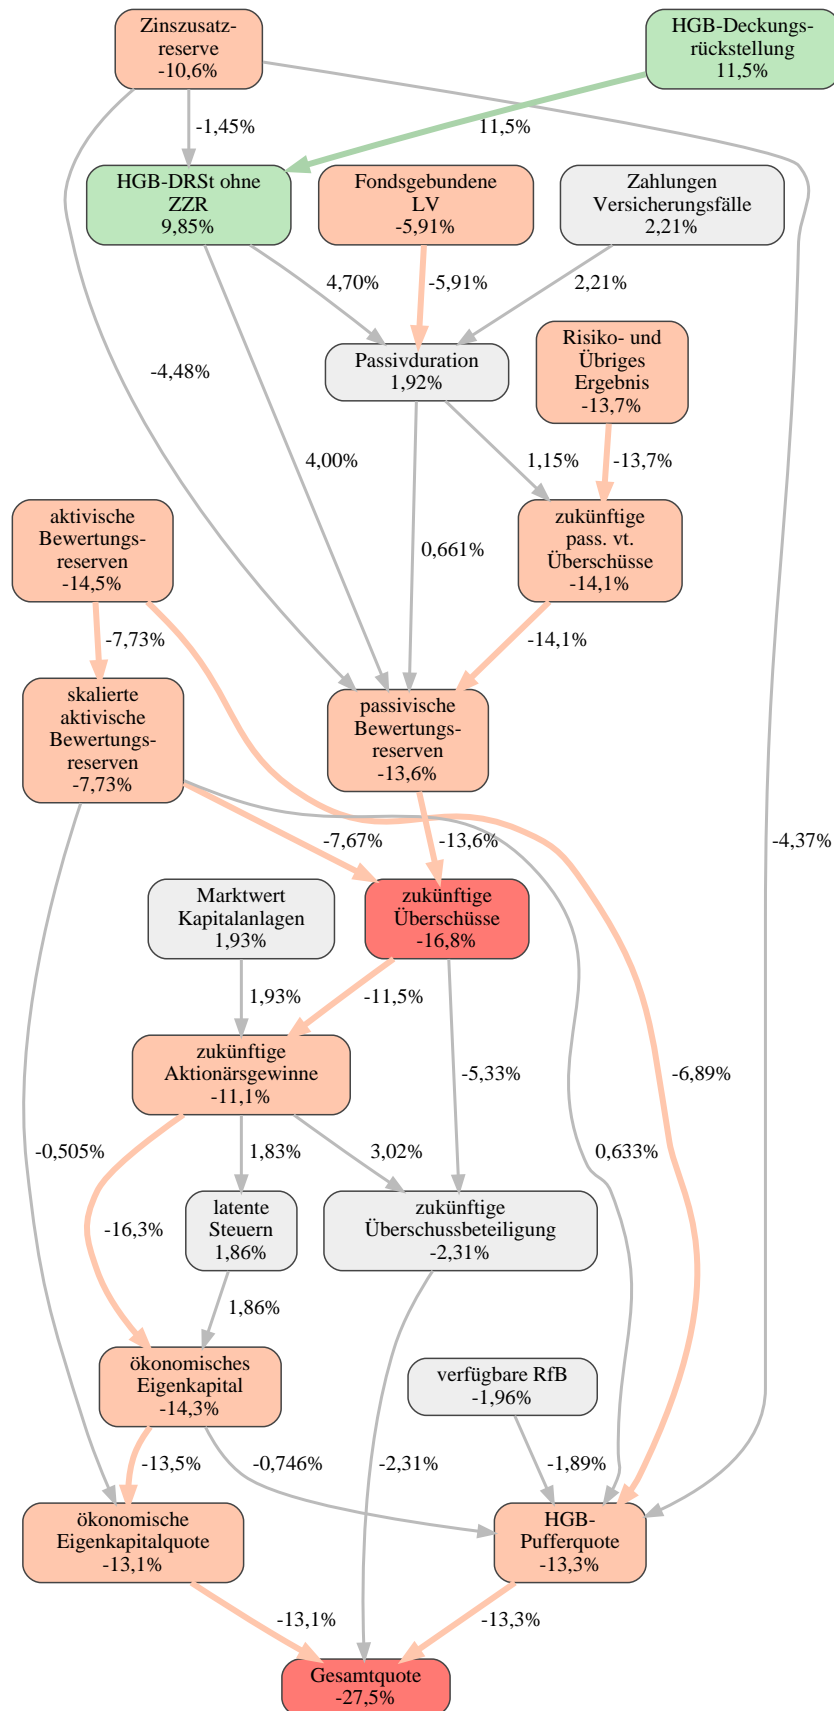 Zinszusatz-
reserve
-10,6%
HGB-Deckungs-
rückstellung
11,5%
-1,45%
11,5%
HGB-DRSt ohne
ZZR
9,85%
Fondsgebundene
LV
-5,91%
Zahlungen
Versicherungsfälle
2,21%
4,70%
-5,91%
2,21%
Risiko- und
Übriges
Ergebnis
-13,7%
Passivduration
1,92%
-4,48%
4,00%
1,15%
-13,7%
aktivische
Bewertungs-
reserven
-14,5%
zukünftige
pass. vt.
Überschüsse
-14,1%
0,661%
-7,73%
-14,1%
skalierte
aktivische
Bewertungs-
reserven
-7,73%
passivische
Bewertungs-
reserven
-13,6%
-7,67%
-13,6%
-4,37%
Marktwert
Kapitalanlagen
1,93%
zukünftige
Überschüsse
-16,8%
1,93%
-11,5%
zukünftige
Aktionärsgewinne
-11,1%
-5,33%
-6,89%
-0,505%
1,83%
3,02%
0,633%
latente
Steuern
1,86%
zukünftige
Überschussbeteiligung
-2,31%
-16,3%
1,86%
ökonomisches
Eigenkapital
-14,3%
verfügbare RfB
-1,96%
-13,5%
-0,746%
-2,31%
-1,89%
ökonomische
Eigenkapitalquote
-13,1%
HGB-
Pufferquote
-13,3%
-13,1%
-13,3%
Gesamtquote
-27,5%